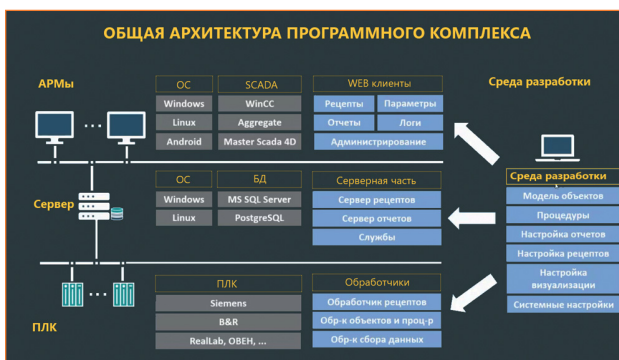 ОБЩАЯ АРХИТЕКТУРА ПРОГРАММНОГО КОМПЛЕКСА
АРМы
ОС
SCADA
WEB клиенты
Среда разработки
Windows
WinCC
Рецепты
Параметры
Linux
Aggregate
Отчеты
Логи
Android
Master Scada 4D
Администрирование
Сервер
ОС
БД
Серверная часть
Windows
MS SQL Server
Сервер рецептов
Linux
PostgreSQL
Сервер отчетов
Службы
Среда разработки
Модель объектов
Процедуры
Настройка отчетов
Настройка рецептов
Настройка
визуализации
Системные настройки
ПЛК
ПЛК
Обработчики
Siemens
Обработчик рецептов
B&R
Обр-к объектов и проц-р
RealLab, ОВЕН, ...
Обр-к сбора данных